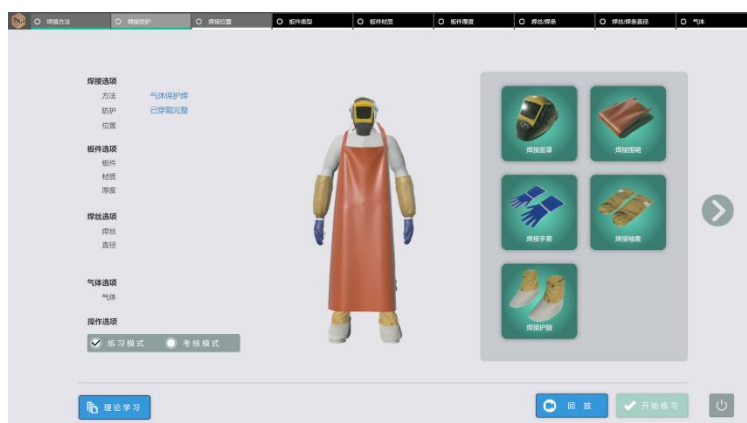 焊接方法 焊接防护 焊接位置 板件类型 板件材质 板件厚度 焊丝/焊条 焊丝/焊条直径 气体
焊接选项
方法 气体保护焊
防护 已穿戴完整
位置
板件选项
板件
材质
厚度
焊丝选项
焊丝
直径
气体选项
气体
操作选项
练习模式 考核模式
焊接面罩 焊接围裙
焊接手套 焊接袖套
焊接护腿
理论学习 回放 开始练习